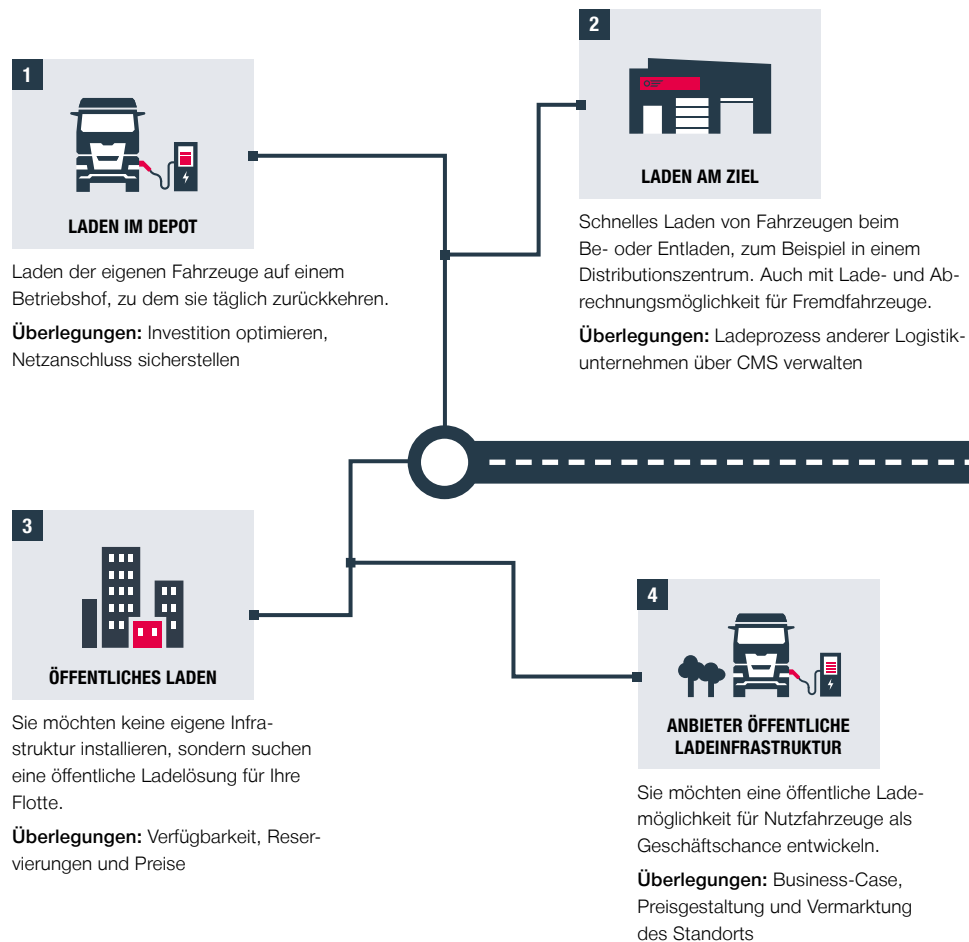 1
LADEN IM DEPOT
Laden der eigenen Fahrzeuge auf einem
Betriebshof, zu dem sie täglich zurückkehren.
Überlegungen: Investition optimieren,
Netzanschluss sicherstellen
2
LADEN AM ZIEL
Schnelles Laden von Fahrzeugen beim
Be- oder Entladen, zum Beispiel in einem
Distributionszentrum. Auch mit Lade- und Ab-
rechnungsmöglichkeit für Fremdfahrzeuge.
Überlegungen: Ladeprozess anderer Logistik-
unternehmen über CMS verwalten
3
ÖFFENTLICHES LADEN
Sie möchten keine eigene Infra-
struktur installieren, sondern suchen
eine öffentliche Ladelösung für Ihre
Flotte.
Überlegungen: Verfügbarkeit, Reser-
vierungen und Preise
4
ANBIETER ÖFFENTLICHE
LADEINFRASTRUKTUR
Sie möchten eine öffentliche Lade-
möglichkeit für Nutzfahrzeuge als
Geschäftschance entwickeln.
Überlegungen: Business-Case,
Preisgestaltung und Vermarktung
des Standorts